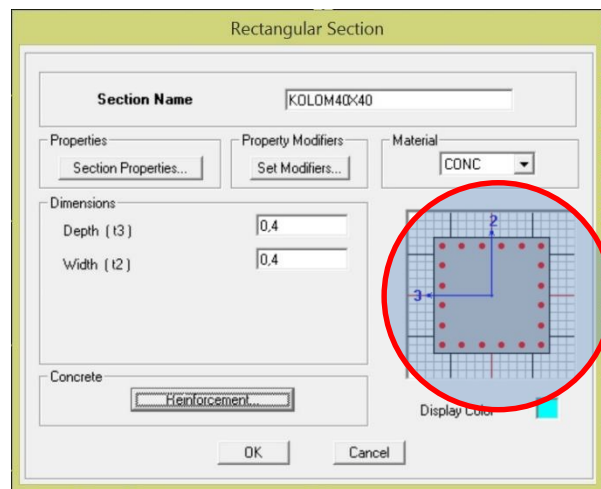 Rectangular Section
Section Name KOLOM40X40
Properties Property Modifiers Material
Section Properties... Set Modifiers... CONC
Dimensions
Depth ( t3 ) 0,4
Width ( t2 ) 0,4
2
3
Concrete
Reinforcement...
Display Color
OK Cancel